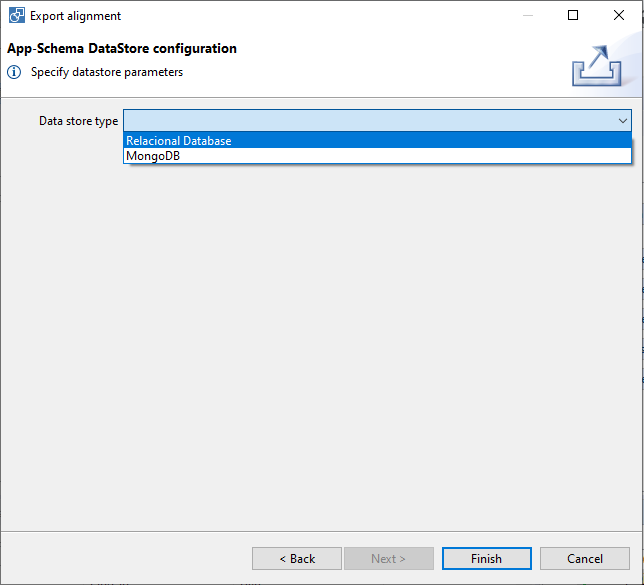 Export alignment
App-Schema DataStore configuration
Specify datastore parameters
Data store type
Relacional Database
MongoDB
< Back
Next >
Finish
Cancel